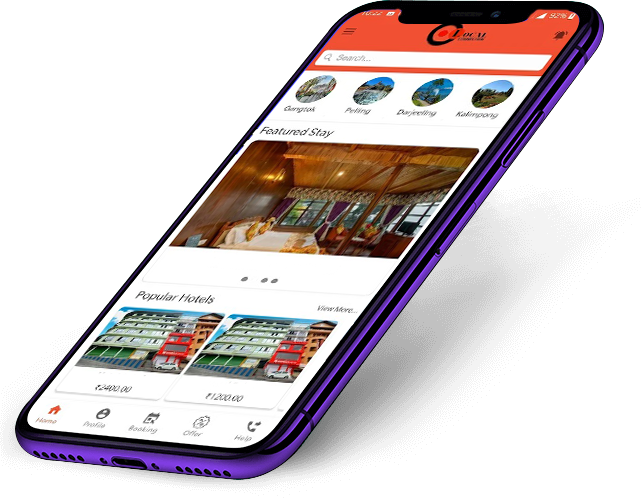 10:22
92%
LOCAL
Search...
Gangtok Pelling Darjeeling Kalimpong
Featured Stay
Popular Hotels
View More...
₹2400.00 ₹1200.00
Home Profile Booking Offer Help